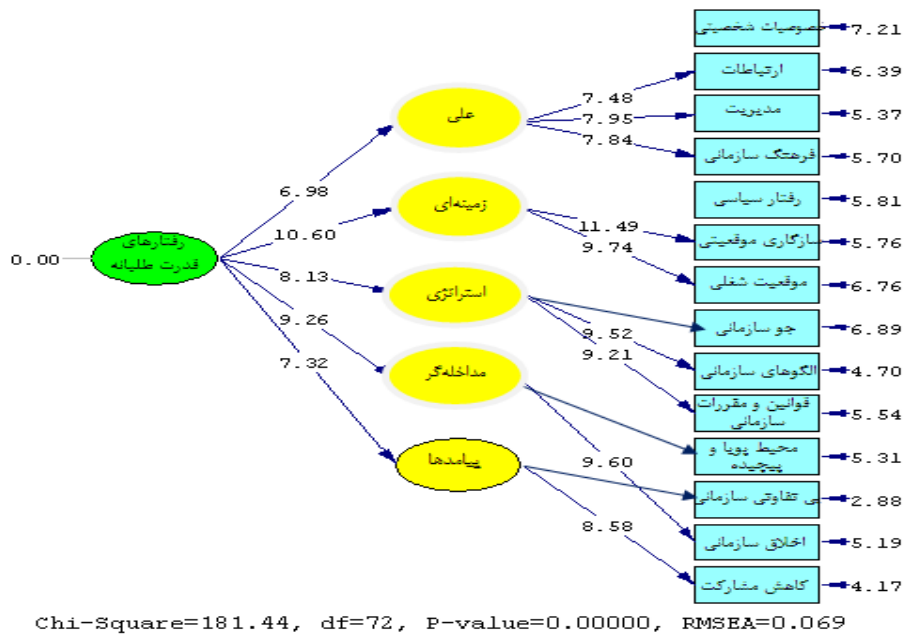 خصوصیات شخصیتی
7.21
ارتباطات
6.39
مدیریت
5.37
فرهنگ سازمانی
5.70
رفتار سیاسی
5.81
سازگاری موقعیتی
5.76
موقعیت شغلی
6.76
جو سازمانی
6.89
الگوهای سازمانی
4.70
قوانین و مقررات
سازمانی
5.54
محیط پویا و
پیچیده
5.31
بی تفاوتی سازمانی
2.88
اخلاق سازمانی
5.19
کاهش مشارکت
4.17
علی
7.48
7.95
7.84
زمینه‌ای
11.49
9.74
استراتژی
9.52
9.21
مداخله‌گر
9.60
پیامدها
8.58
6.98
10.60
8.13
9.26
7.32
رفتارهای
قدرت طلبانه
0.00
Chi-Square=181.44, df=72, P-value=0.00000, RMSEA=0.069